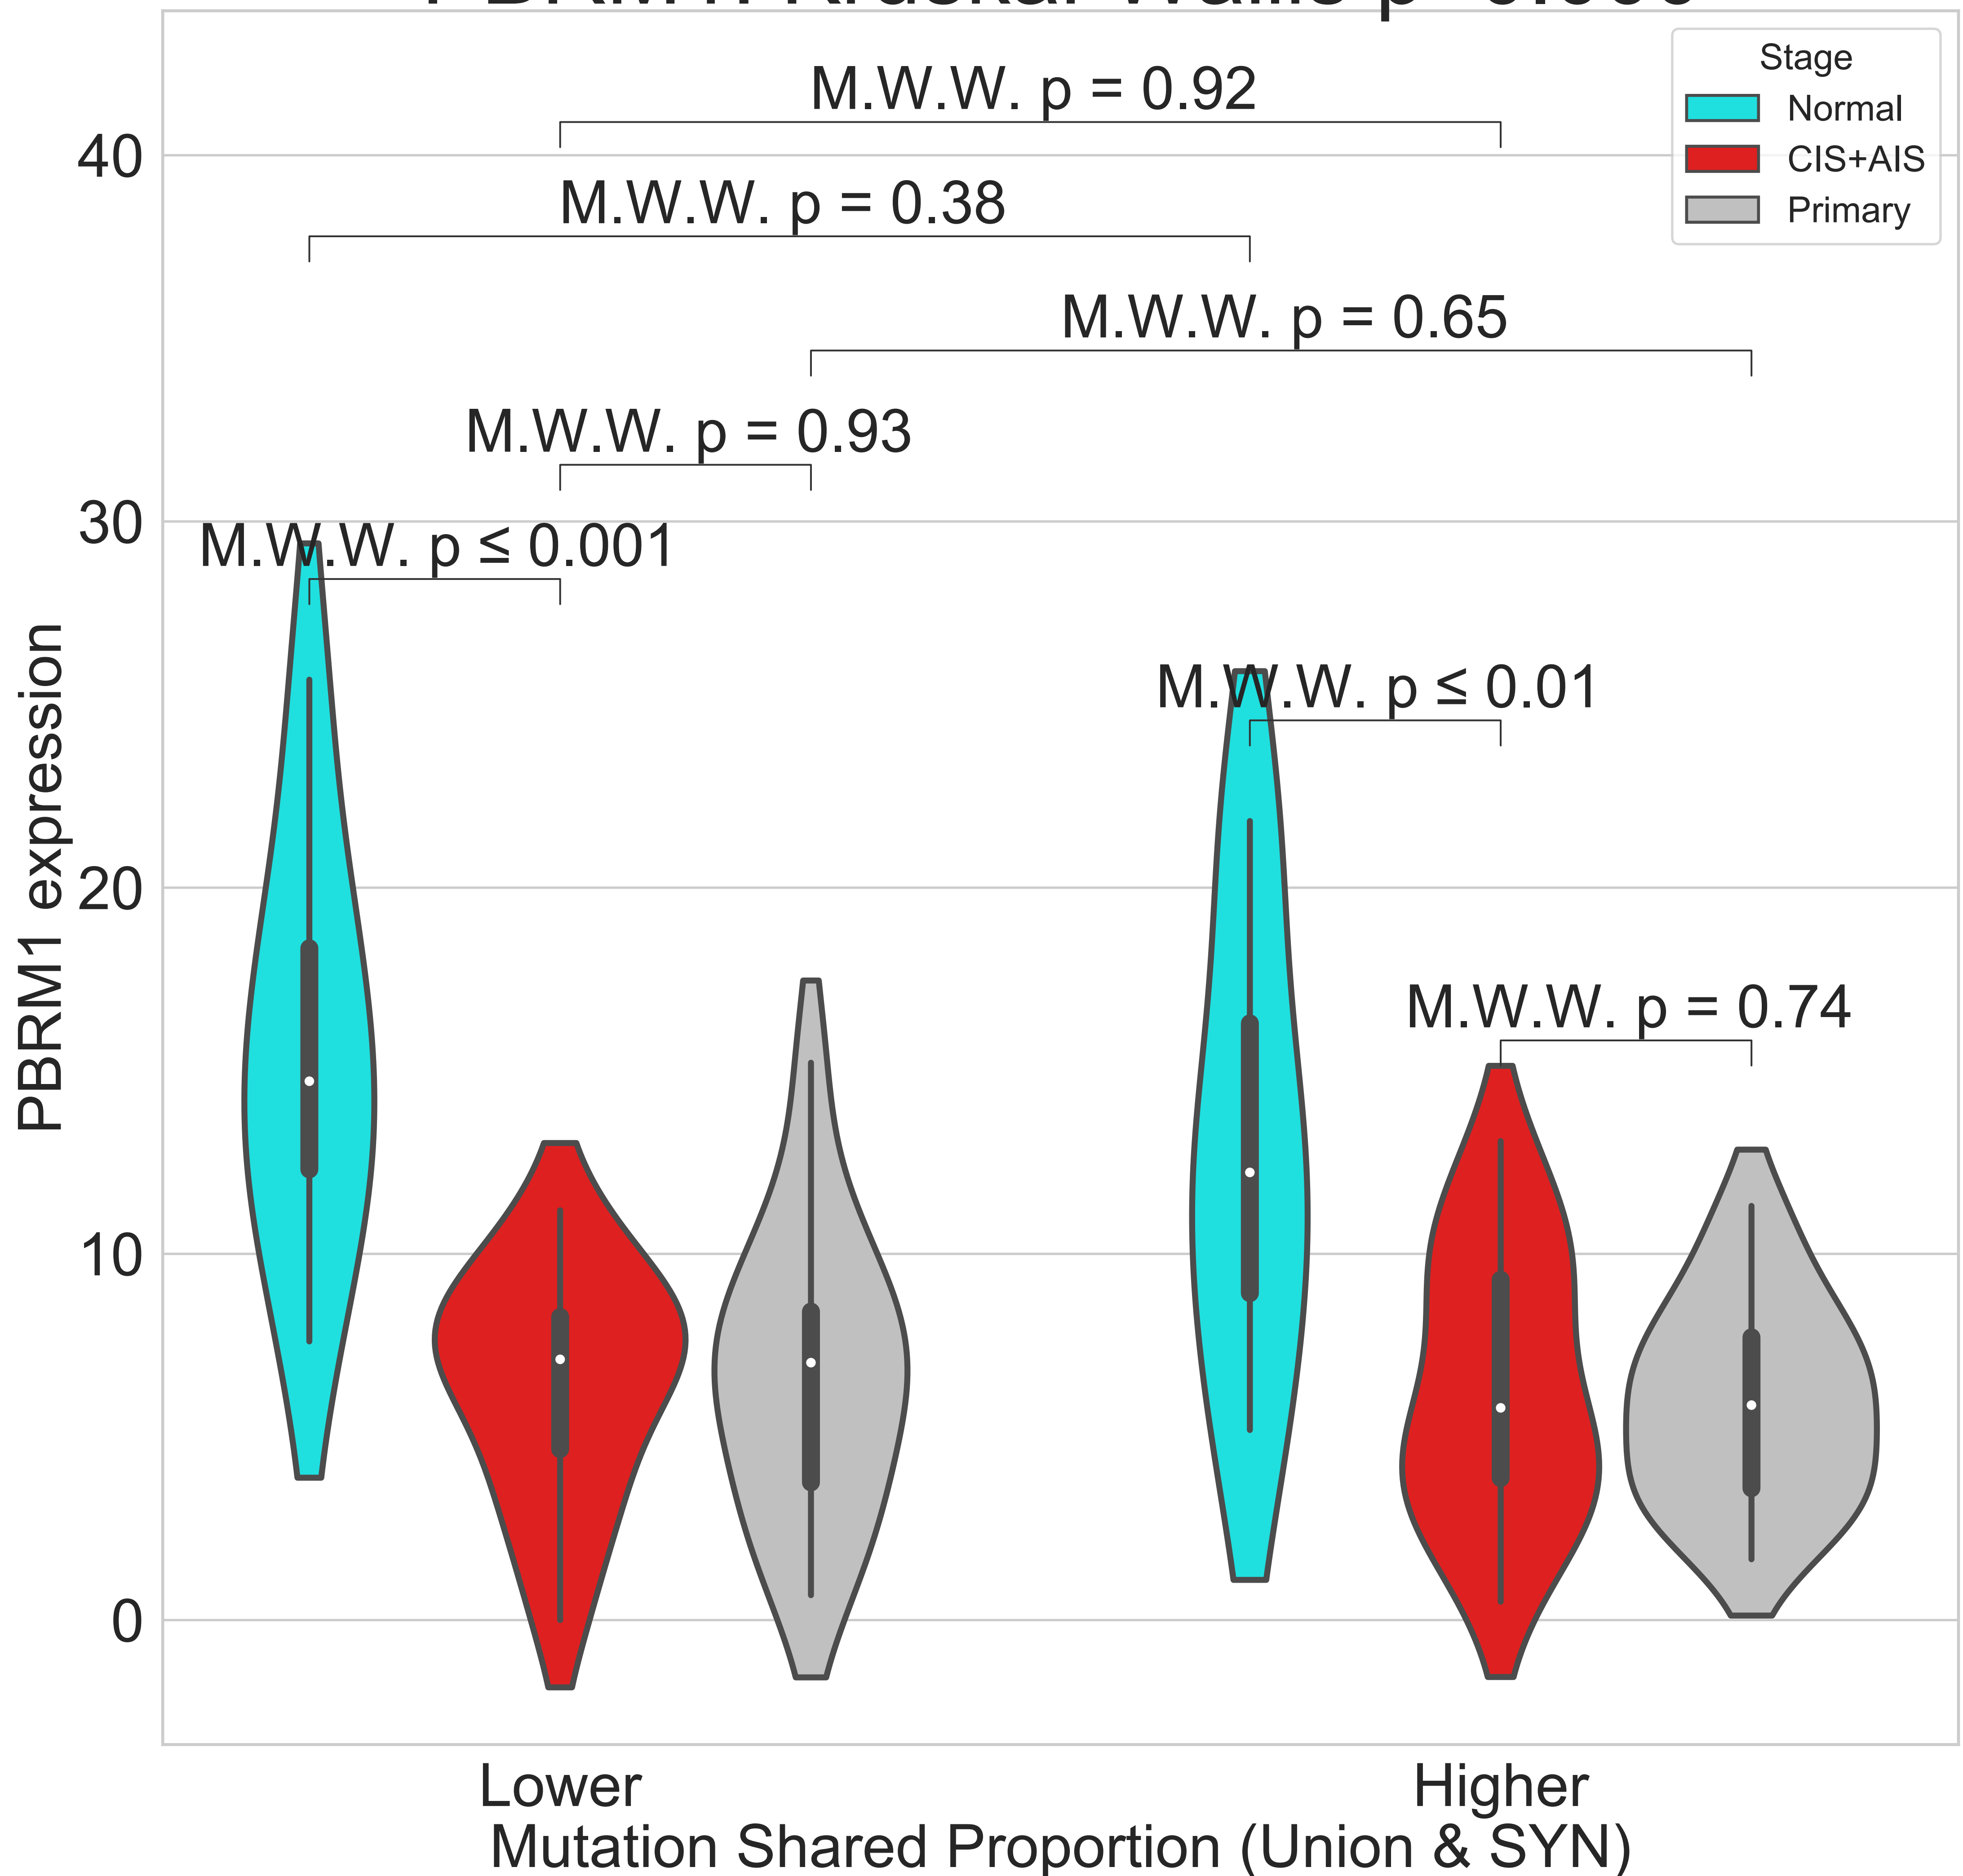 Stage
Normal
CIS+AIS
Primary
M.W.W. p = 0.92
M.W.W. p = 0.38
M.W.W. p = 0.65
M.W.W. p = 0.93
M.W.W. p ≤ 0.001
M.W.W. p ≤ 0.01
M.W.W. p = 0.74
PBRM1 expression
40
30
20
10
0
Lower Higher
Mutation Shared Proportion (Union & SYN)